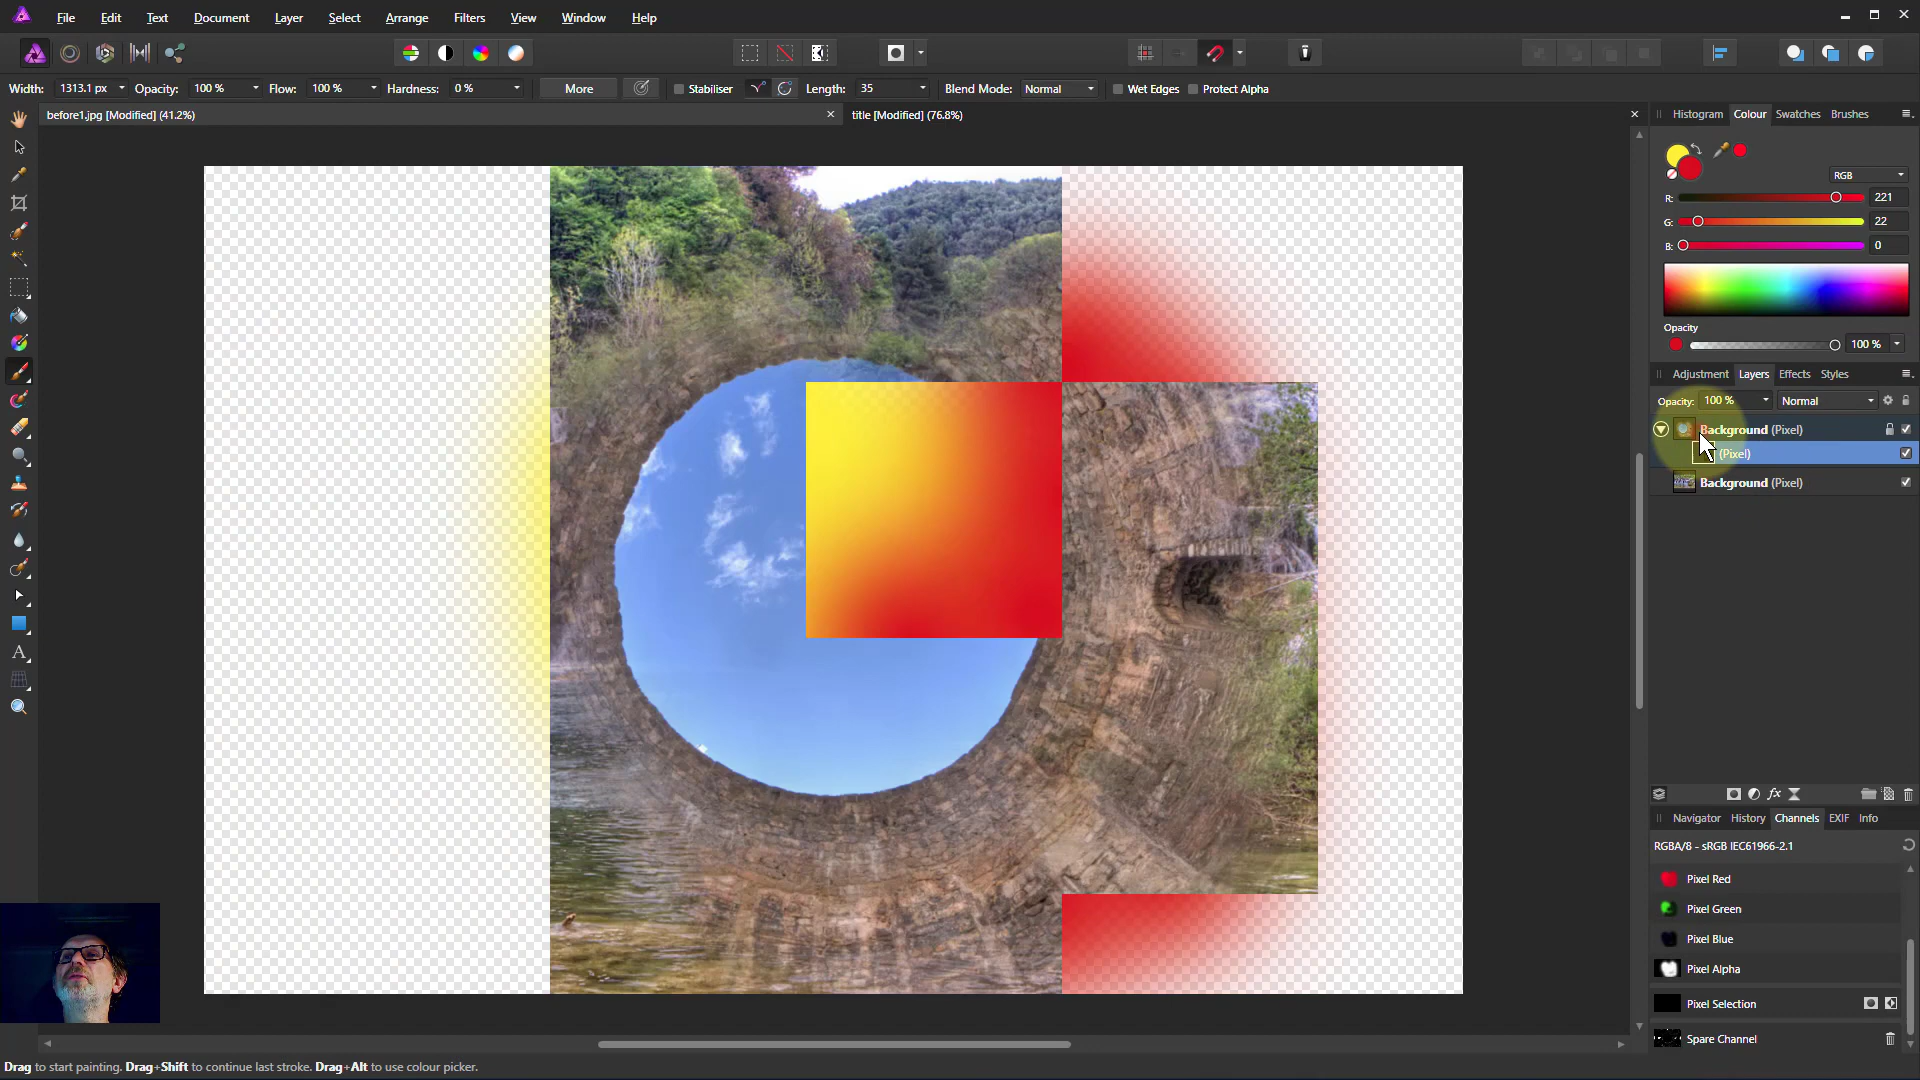 File Edit Text Document Layer Select Arrange Filters View Window Help
Width: 1313.1 px Opacity: 100 % Flow: 100 % Hardness: 0 % More Stabiliser Length: 35 Blend Mode: Normal Wet Edges Protect Alpha
before1.jpg [Modified] (41.2%)
title [Modified] (76.8%)
Histogram Colour Swatches Brushes
RGB
R: 221
G: 22
B: 0
Opacity
100 %
Adjustment Layers Effects Styles
Opacity: 100 % Normal
Background (Pixel)
(Pixel)
Background (Pixel)
fx
Navigator History Channels EXIF Info
RGBA/8 - sRGB IEC61966-2.1
Pixel Red
Pixel Green
Pixel Blue
Pixel Alpha
Pixel Selection
Spare Channel
Drag to start painting. Drag+Shift to continue last stroke. Drag+Alt to use colour picker.